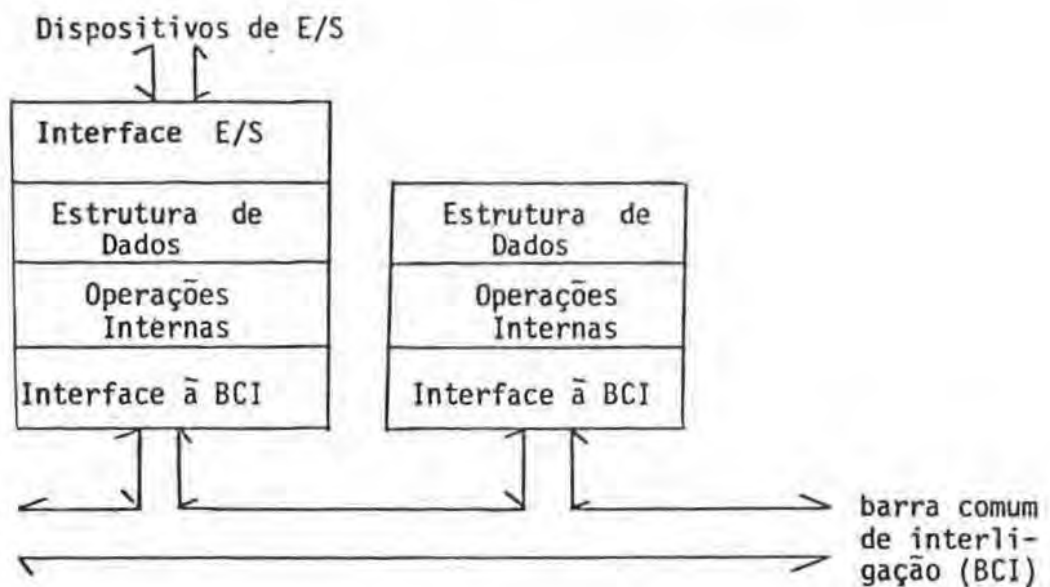 Dispositivos de E/S
Interface E/S
Estrutura de
Dados
Operações
Internas
Interface ã BCI
Estrutura de
Dados
Operações
Internas
Interface ã BCI
barra comum
de interli-
gação (BCI)